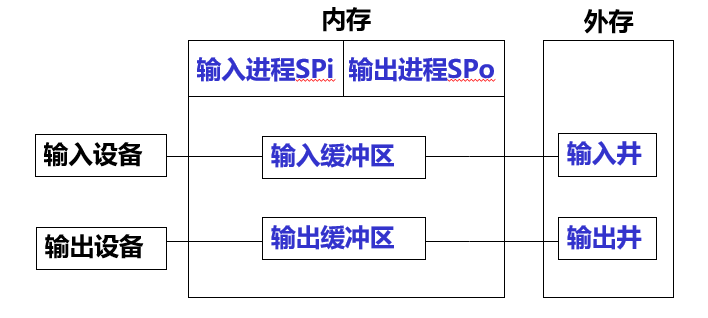 内存
外存
输入进程SPi
输出进程SPo
输入设备
输入缓冲区
输入井
输出设备
输出缓冲区
输出井